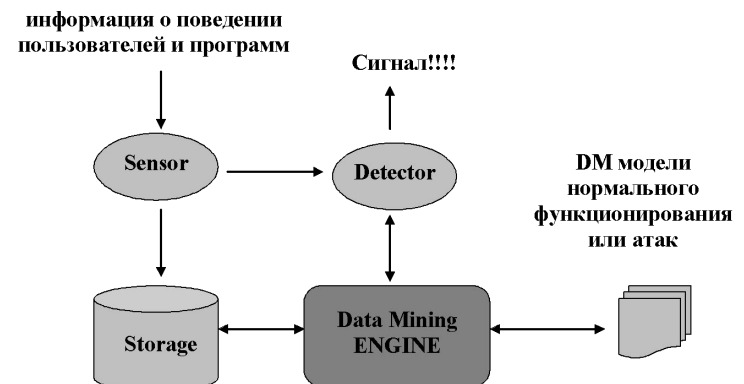 информация о поведении
пользователей и программ
Сигнал!!!!
Sensor
Detector
DM модели
нормального
функционирования
или атак
Storage
Data Mining
ENGINE